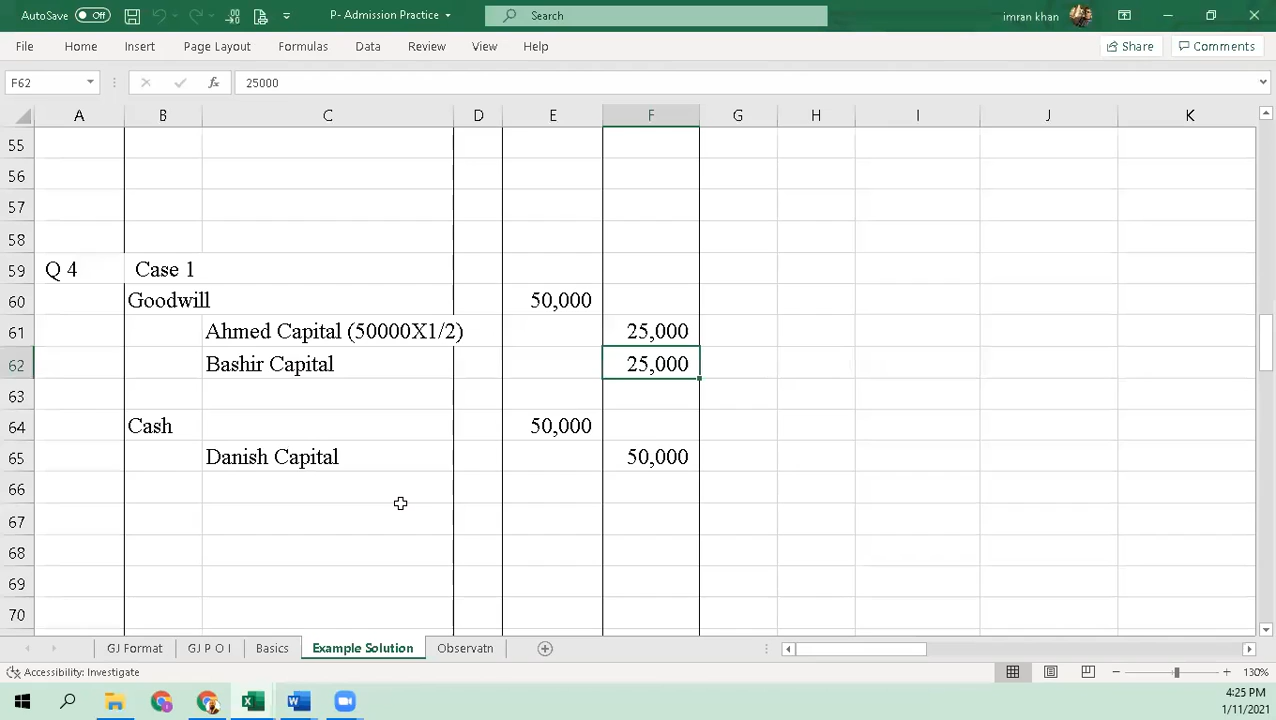 AutoSave Off P- Admission Practice Search imran khan
File Home Insert Page Layout Formulas Data Review View Help Share Comments
F62 fx 25000
A B C D E F G H I J K
55
56
57
58
59 Q 4 Case 1
60 Goodwill 50,000
61 Ahmed Capital (50000X1/2) 25,000
62 Bashir Capital 25,000
63
64 Cash 50,000
65 Danish Capital 50,000
66
67
68
69
70
GJ Format GJ P O I Basics Example Solution Observatn
Accessibility: Investigate 130%
4:25 PM
1/11/2021